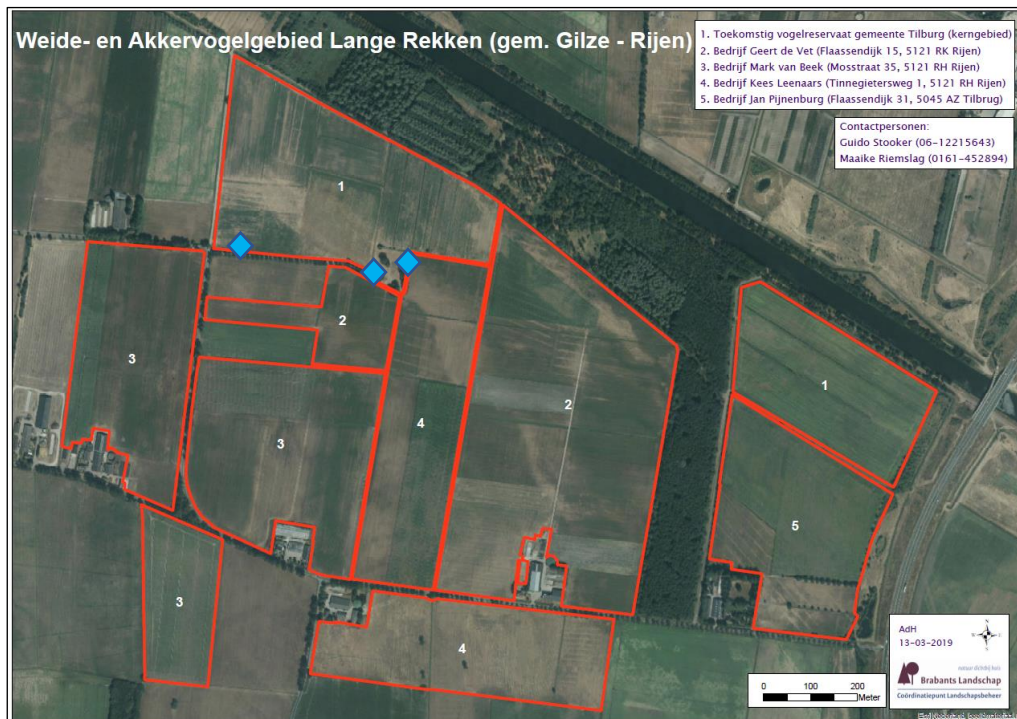 Weide- en Akkervogelgebied Lange Rekken (gem. Gilze - Rijen)
1. Toekomstig vogelreservaat gemeente Tilburg (kerngebied)
2. Bedrijf Geert de Vet (Flaassendijk 15, 5121 RK Rijen)
3. Bedrijf Mark van Beek (Mosstraat 35, 5121 RH Rijen)
4. Bedrijf Kees Leenaars (Tinnegietersweg 1, 5121 RH Rijen)
5. Bedrijf Jan Pijnenburg (Flaassendijk 31, 5045 AZ Tilbrug)
Contactpersonen:
Guido Stooker (06-12215643)
Maaike Riemslag (0161-452894)
1
2
3
3
4
2
1
5
3
4
AdH
13-03-2019
natuur dichtbij huis
Brabants Landschap
Coördinatiepunt Landschapsbeheer
0 100 200
Meter